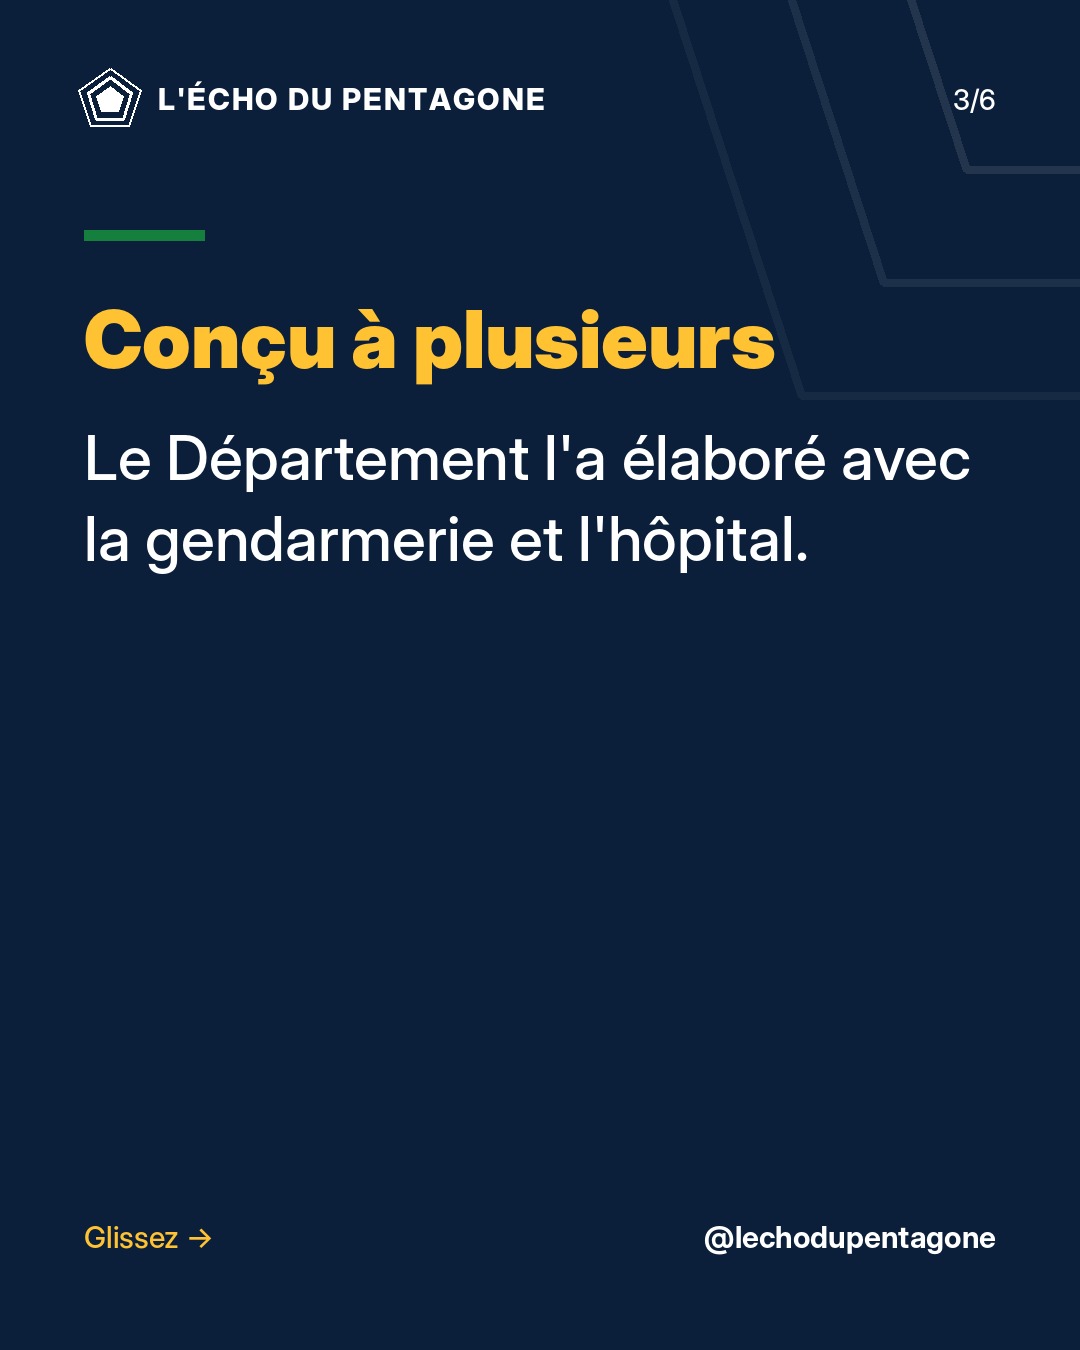 L'ÉCHO DU PENTAGONE
3/6
Conçu à plusieurs
Le Département l'a élaboré avec
la gendarmerie et l'hôpital.
Glissez →
@lechodupentagone